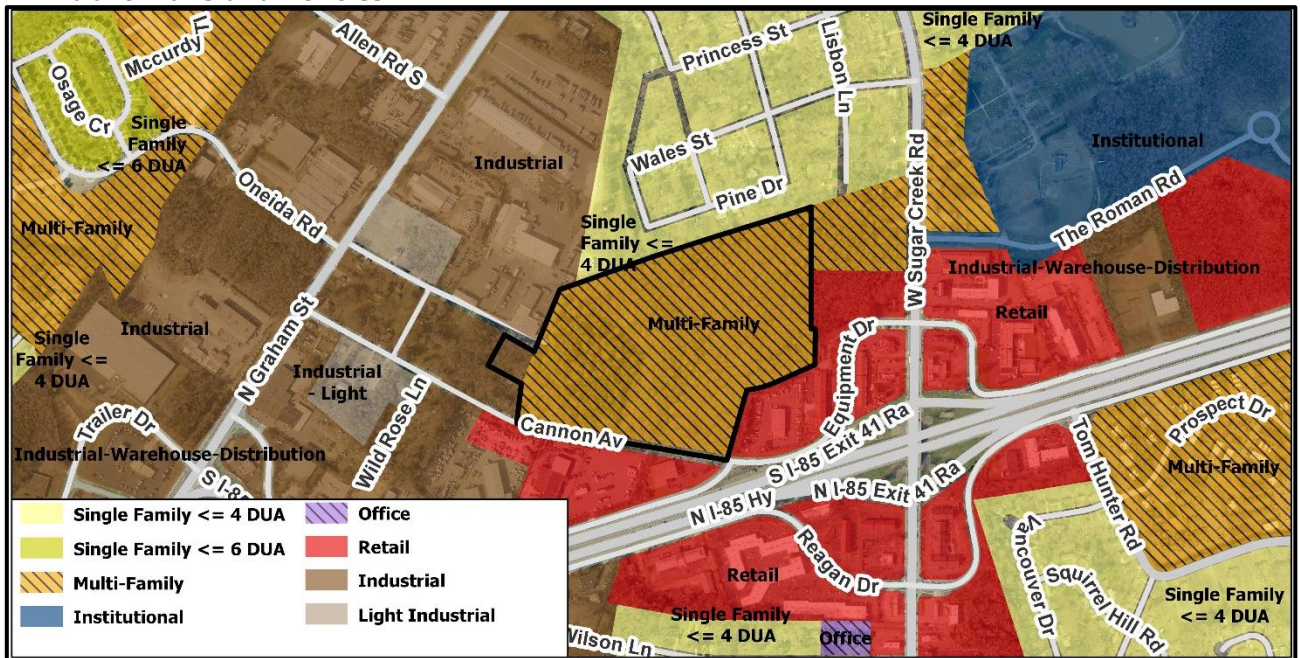 Single Family
<= 4 DUA
Mccurdy
Allen Rd S
Princess St
Lisbon Ln
Osage Cr
Single
Family
<= 6 DUA
Industrial
Wales St
Institutional
Oneida Rd
Pine Dr
W Sugar Creek Rd
The Roman Rd
Multi-Family
Single
Family <=
4 DUA
Industrial-Warehouse-Distribution
Retail
Multi-Family
N Graham St
Industrial
Single
Family <=
4 DUA
Industrial
- Light
Equipment Dr
Wild Rose Ln
Cannon Av
Trailer Dr
Industrial-Warehouse-Distribution
S I-85
S I-85 Exit 41 Ra
N I-85 Hy
N I-85 Exit 41 Ra
Tom Hunter Rd
Prospect Dr
Multi-Family
Reagan Dr
Retail
Vancouver Dr
Squirrel Hill Rd
Single Family
<= 4 DUA
Single Family
<= 4 DUA
Office
Wilson Ln
Single Family <= 4 DUA
Single Family <= 6 DUA
Multi-Family
Institutional
Office
Retail
Industrial
Light Industrial